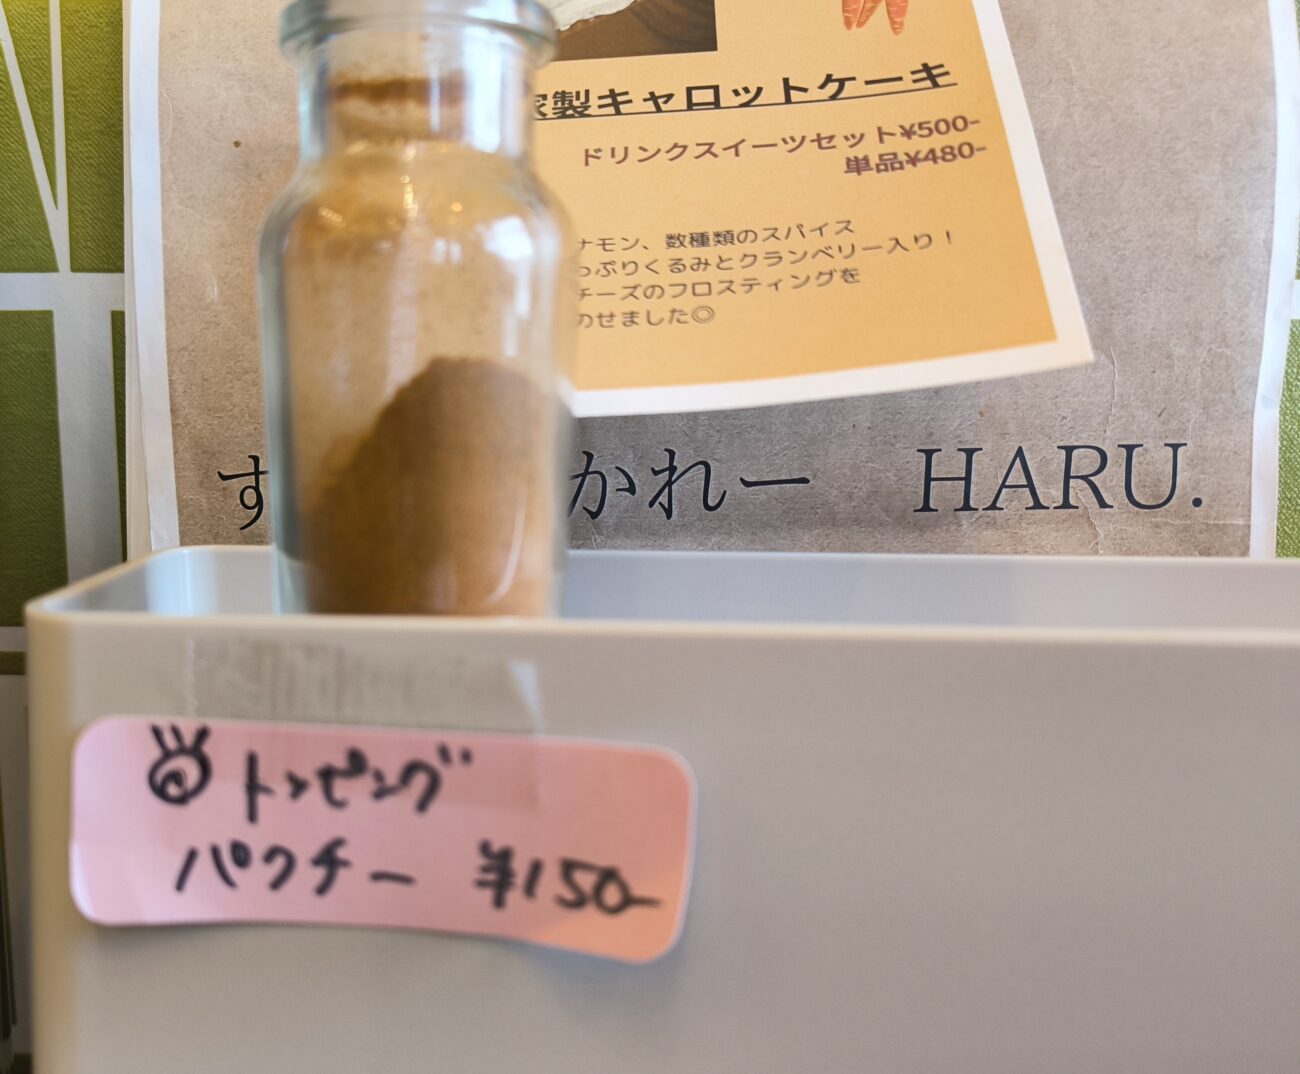 製キャロットケーキ
ドリンクスイーツセット¥500-
単品¥480-
ナモン、数種類のスパイス
っぷりくるみとクランベリー入り！
チーズのフロスティングを
のせました◎
す かれー HARU.
トッピング
パクチー ¥150-